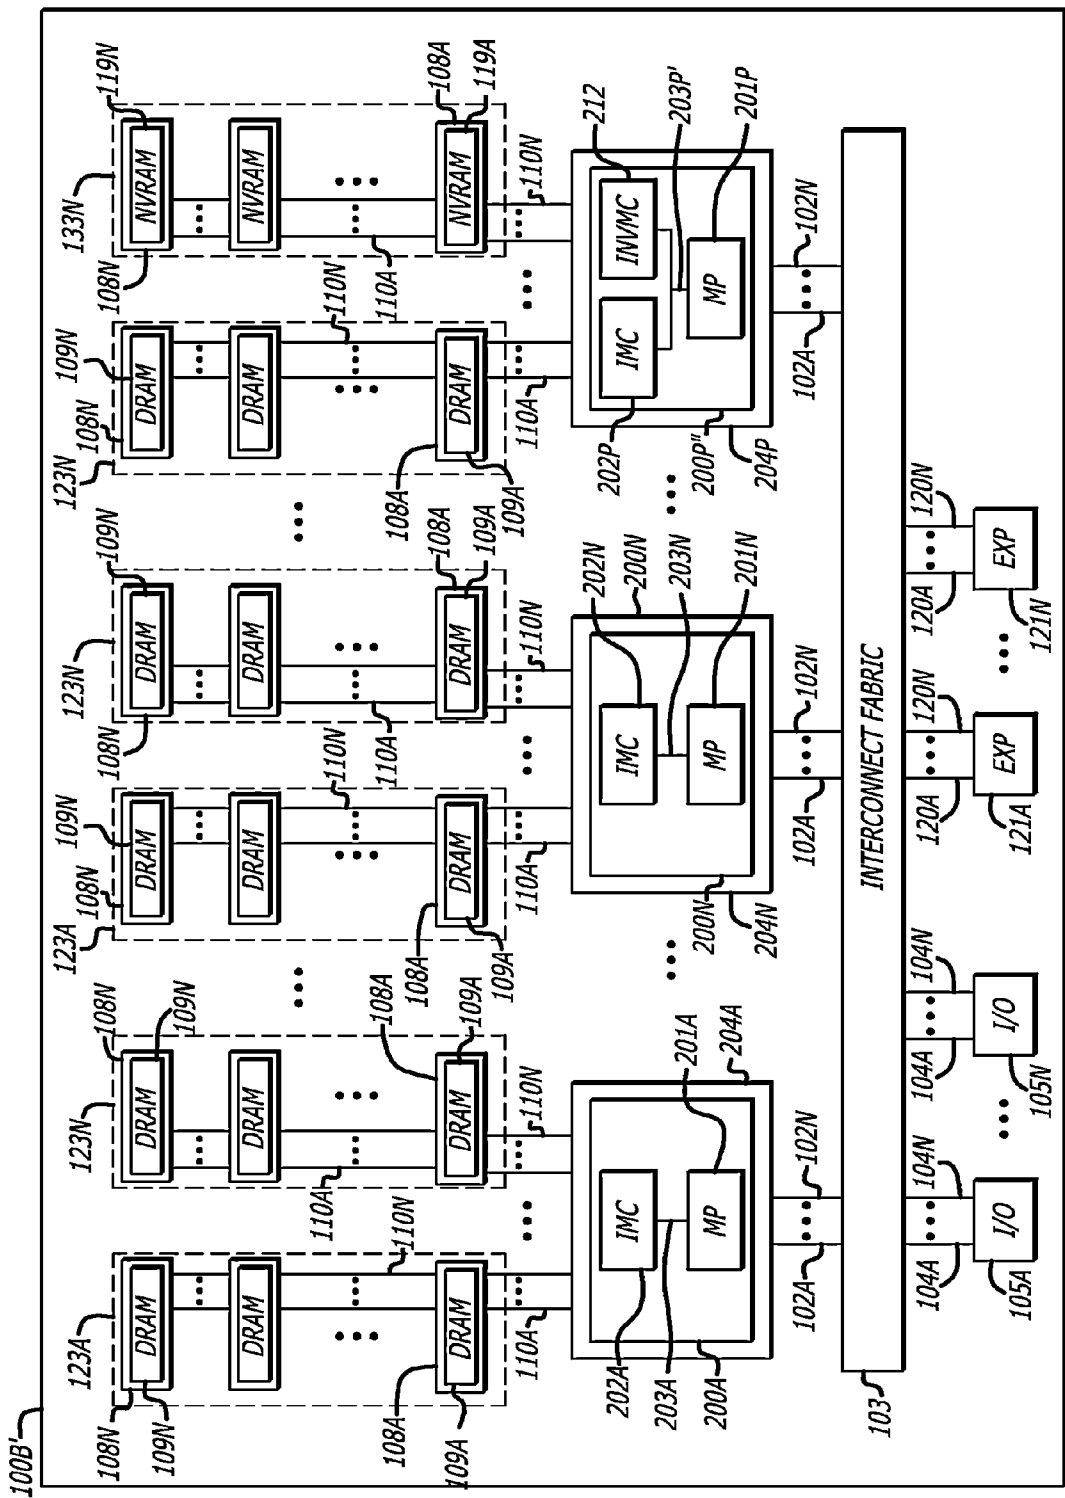 100B'
123A 123N 123A 123N 123N 133N
108N 108N 108N 109N 108N 109N 108N 109N 108N 119N
109N 109N
DRAM DRAM DRAM DRAM DRAM NVRAM
DRAM DRAM DRAM DRAM DRAM NVRAM
110A 110N 110A 110N 110A 110N
110N 110A
108A 108A 108A 108A 108A 108A
DRAM DRAM DRAM DRAM DRAM NVRAM
109A 109A 109A 109A 109A 119A
110A 110N 110A 110N 110A 110N
202A IMC IMC 202N 202P IMC INVMC 212
200N
203A 203N 203P'
200A MP 201A 200N MP 201N 200P" MP 201P
204A 204N 204P
102A 102N 102A 102N 102A 102N
103 INTERCONNECT FABRIC
104A 104N 104A 104N 120A 120N 120A 120N
I/O I/O EXP EXP
105A 105N 121A 121N